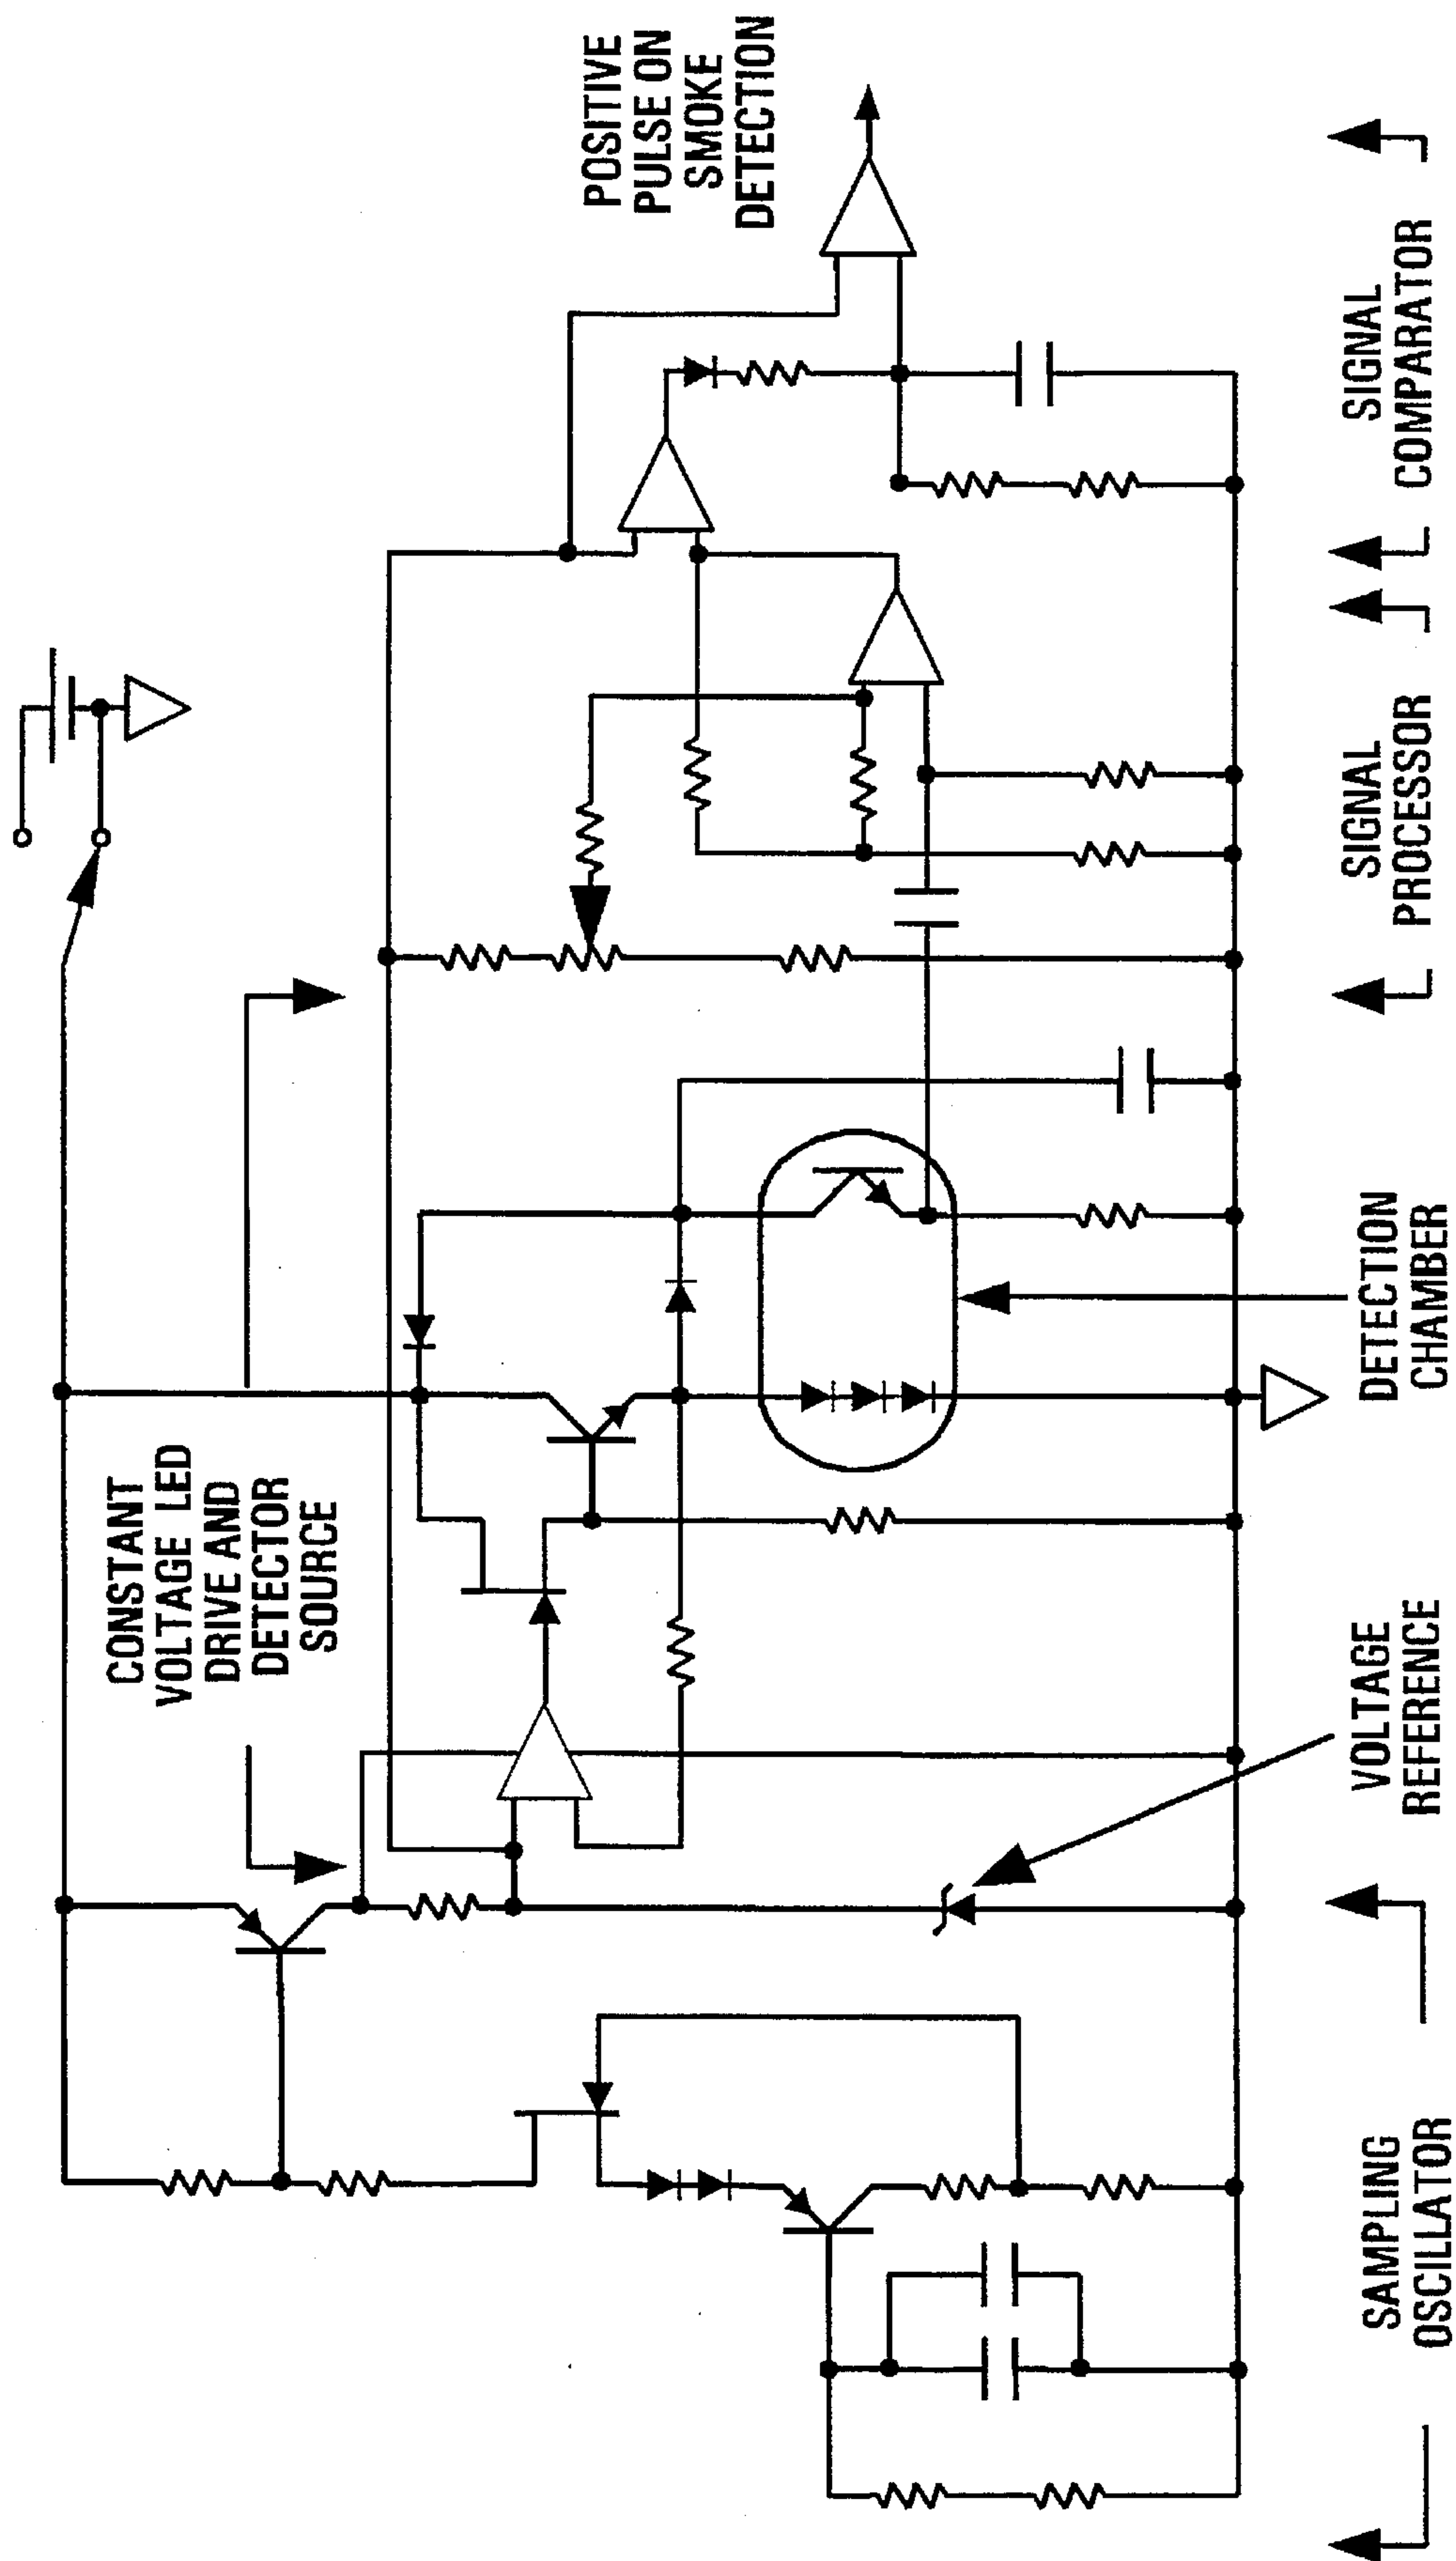 CONSTANT
VOLTAGE LED
DRIVE AND
DETECTOR
SOURCE
POSITIVE
PULSE ON
SMOKE
DETECTION
SAMPLING
OSCILLATOR
VOLTAGE
REFERENCE
DETECTION
CHAMBER
SIGNAL
PROCESSOR
SIGNAL
COMPARATOR